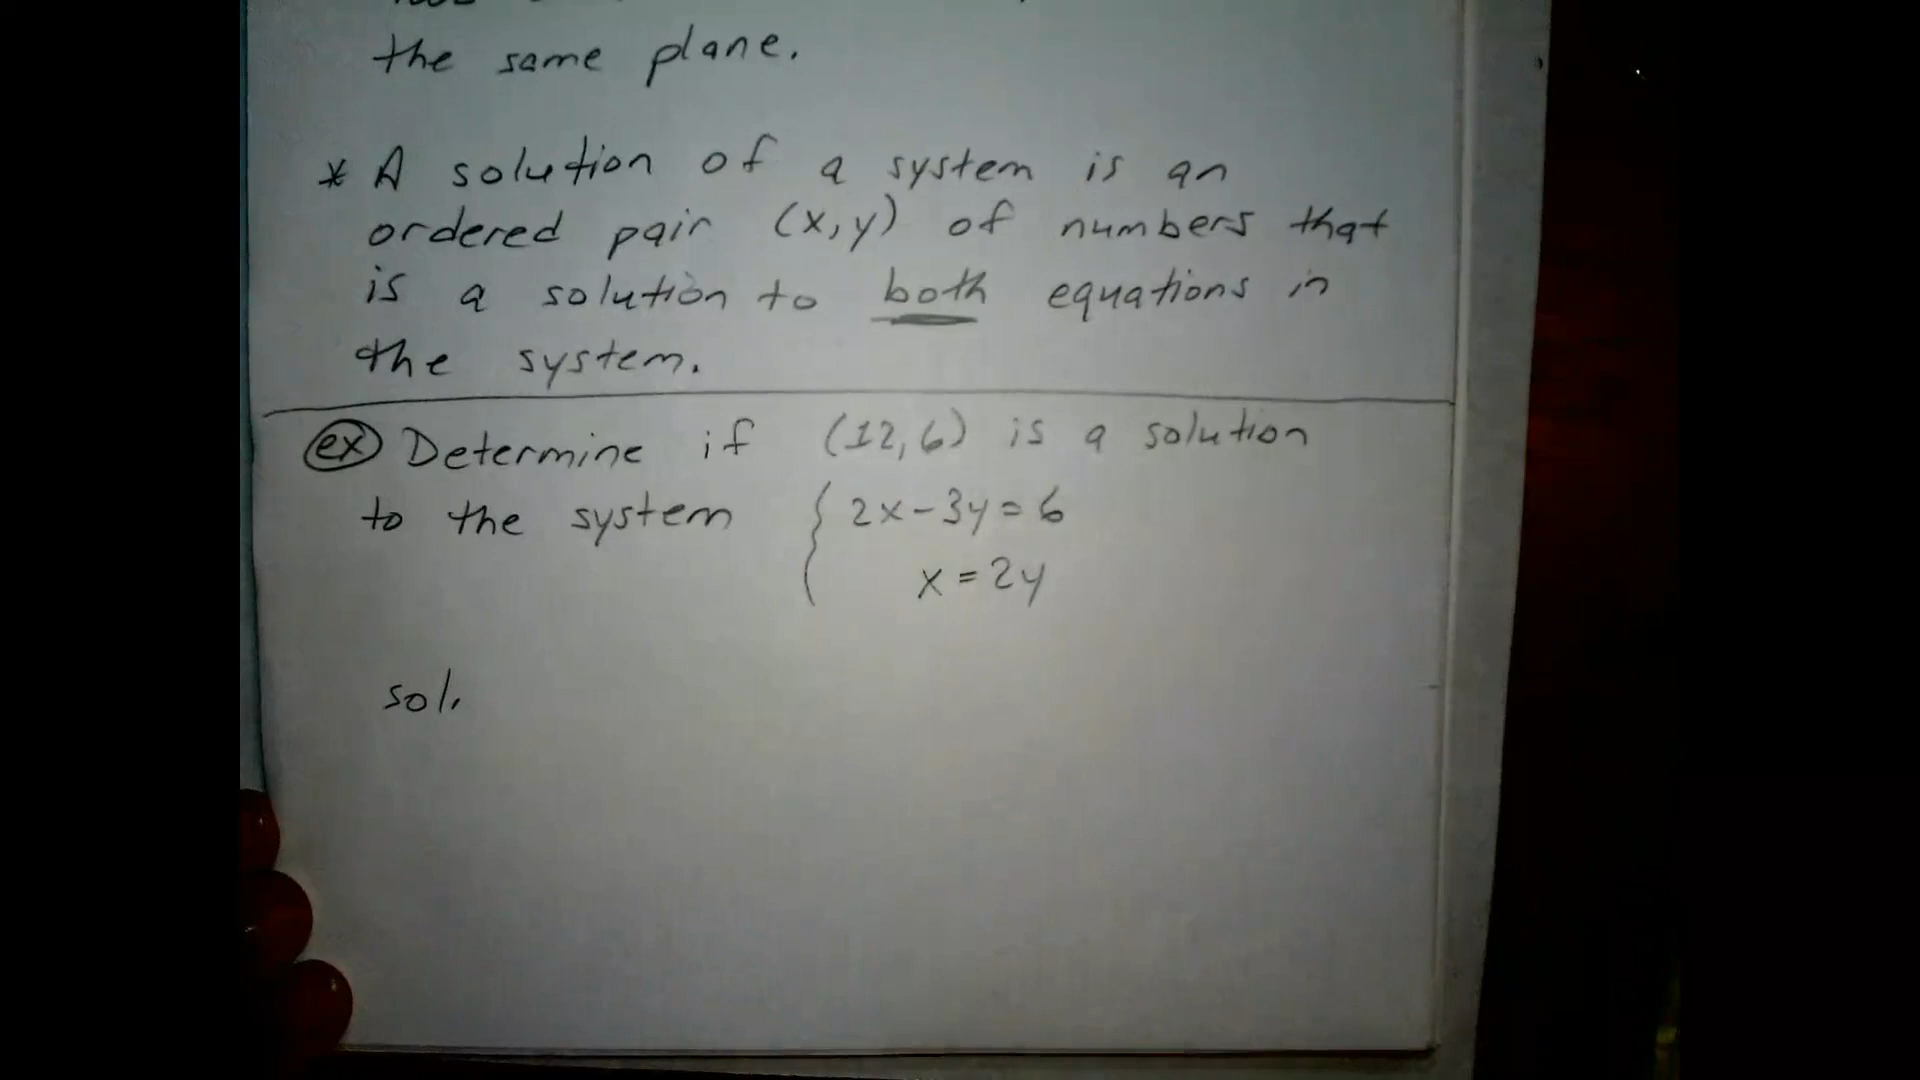 the same plane.
* A solution of a system is an
ordered pair (x,y) of numbers that
is a solution to both equations in
the system.
ex Determine if (12,6) is a solution
to the system { 2x-3y=6
x=2y
sol.